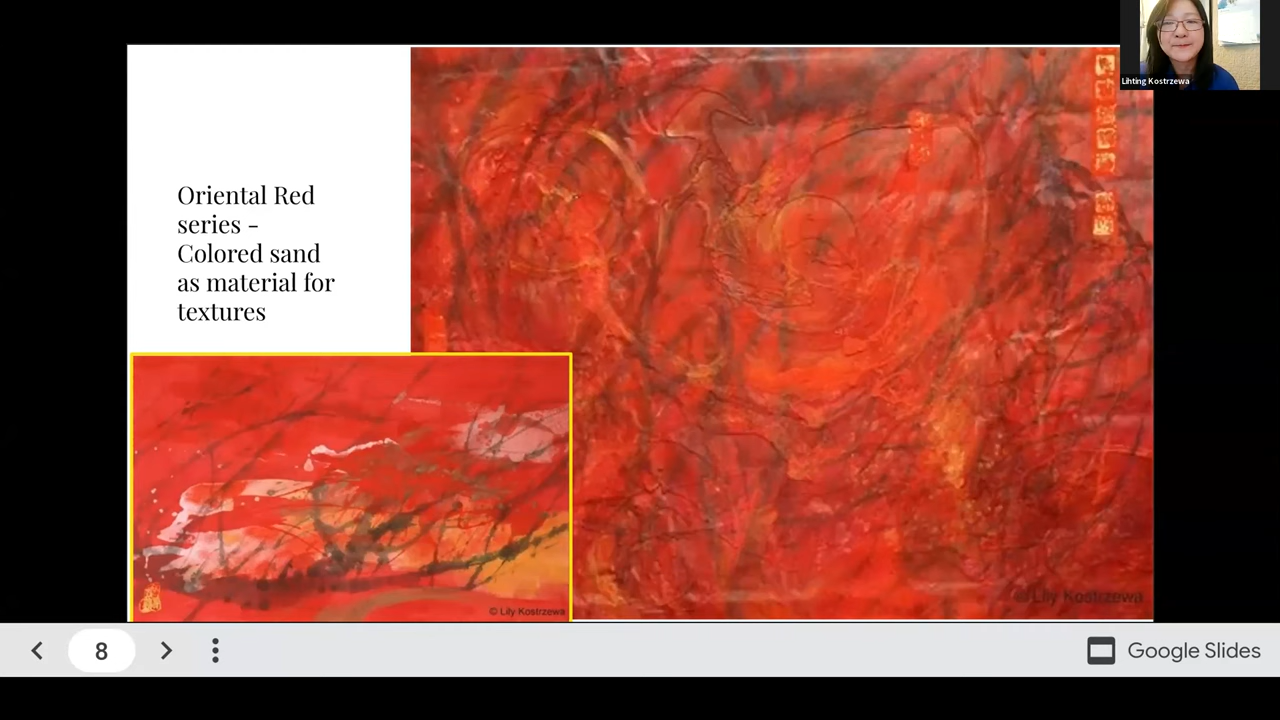 Lihting Kostrzewa
Oriental Red
series -
Colored sand
as material for
textures
© Lily Kostrzewa
© Lily Kostrzewa
8
Google Slides